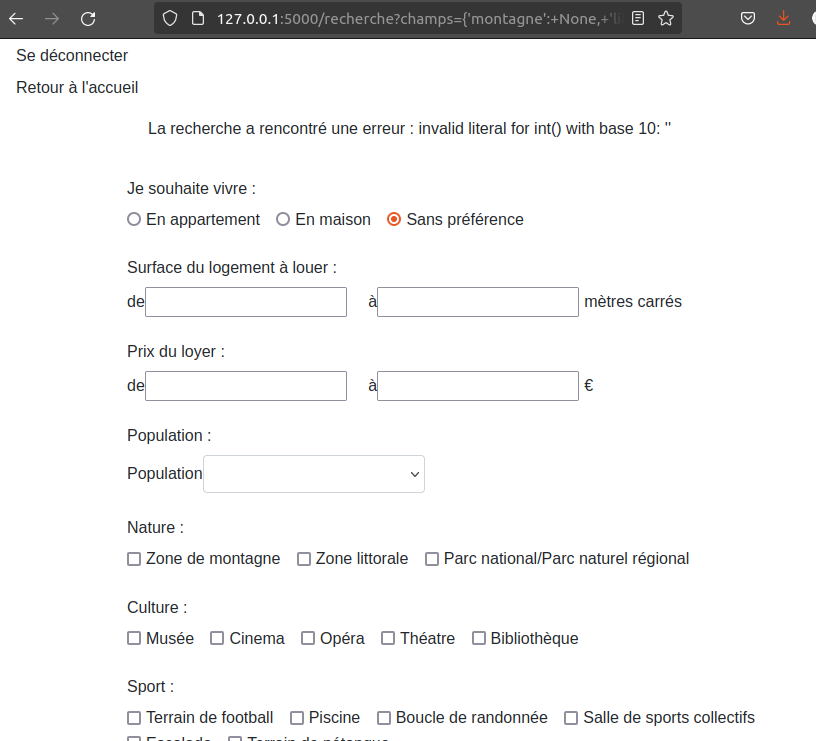 127.0.0.1:5000/recherche?champs={'montagne':+None,+'li
Se déconnecter
Retour à l'accueil
La recherche a rencontré une erreur : invalid literal for int() with base 10: ''
Je souhaite vivre :
En appartement En maison Sans préférence
Surface du logement à louer :
de à mètres carrés
Prix du loyer :
de à €
Population :
Population
Nature :
Zone de montagne Zone littorale Parc national/Parc naturel régional
Culture :
Musée Cinema Opéra Théatre Bibliothèque
Sport :
Terrain de football Piscine Boucle de randonnée Salle de sports collectifs
Escalade Terrain de pétanque